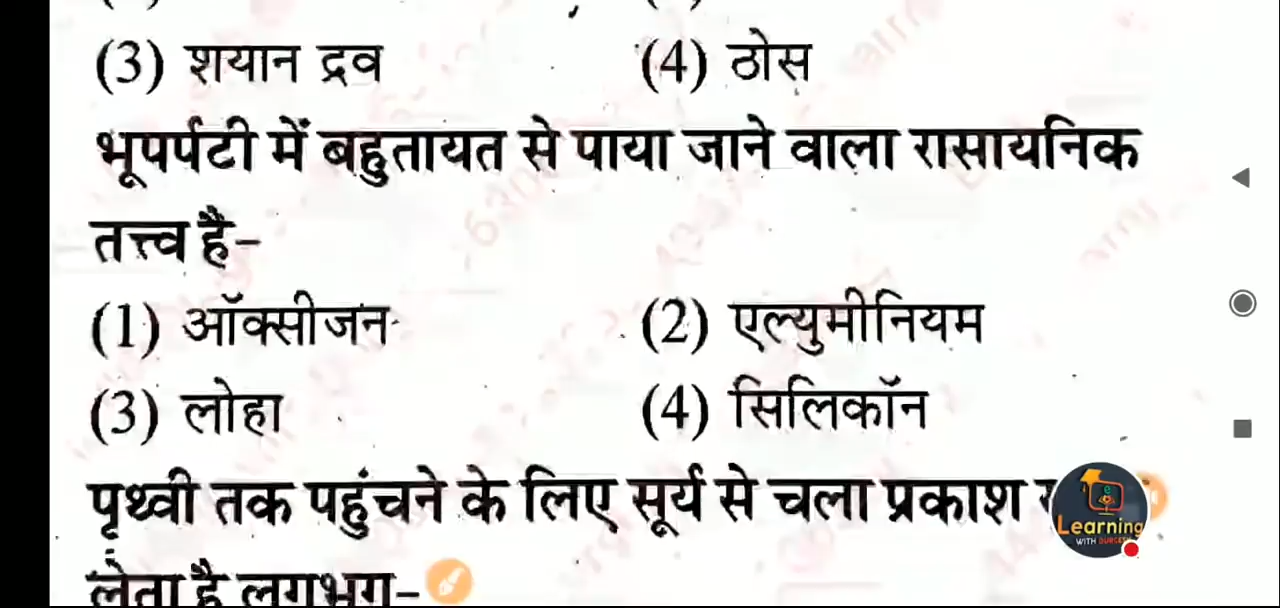 (3) शयान द्रव (4) ठोस
भूपर्पटी में बहुतायत से पाया जाने वाला रासायनिक
तत्त्व है-
(1) ऑक्सीजन (2) एल्युमीनियम
(3) लोहा (4) सिलिकॉन
पृथ्वी तक पहुंचने के लिए सूर्य से चला प्रकाश
Learning
लेता है लगभग-